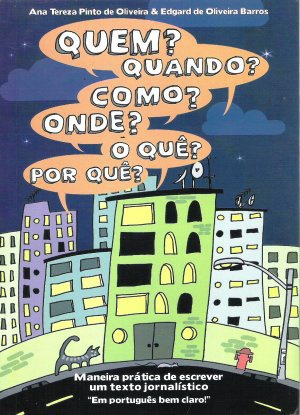 Ana Tereza Pinto de Oliveira & Edgard de Oliveira Barros
QUEM?
QUANDO?
COMO?
ONDE?
O QUÊ?
POR QUÊ?
Maneira prática de escrever
um texto jornalístico
"Em português bem claro!"